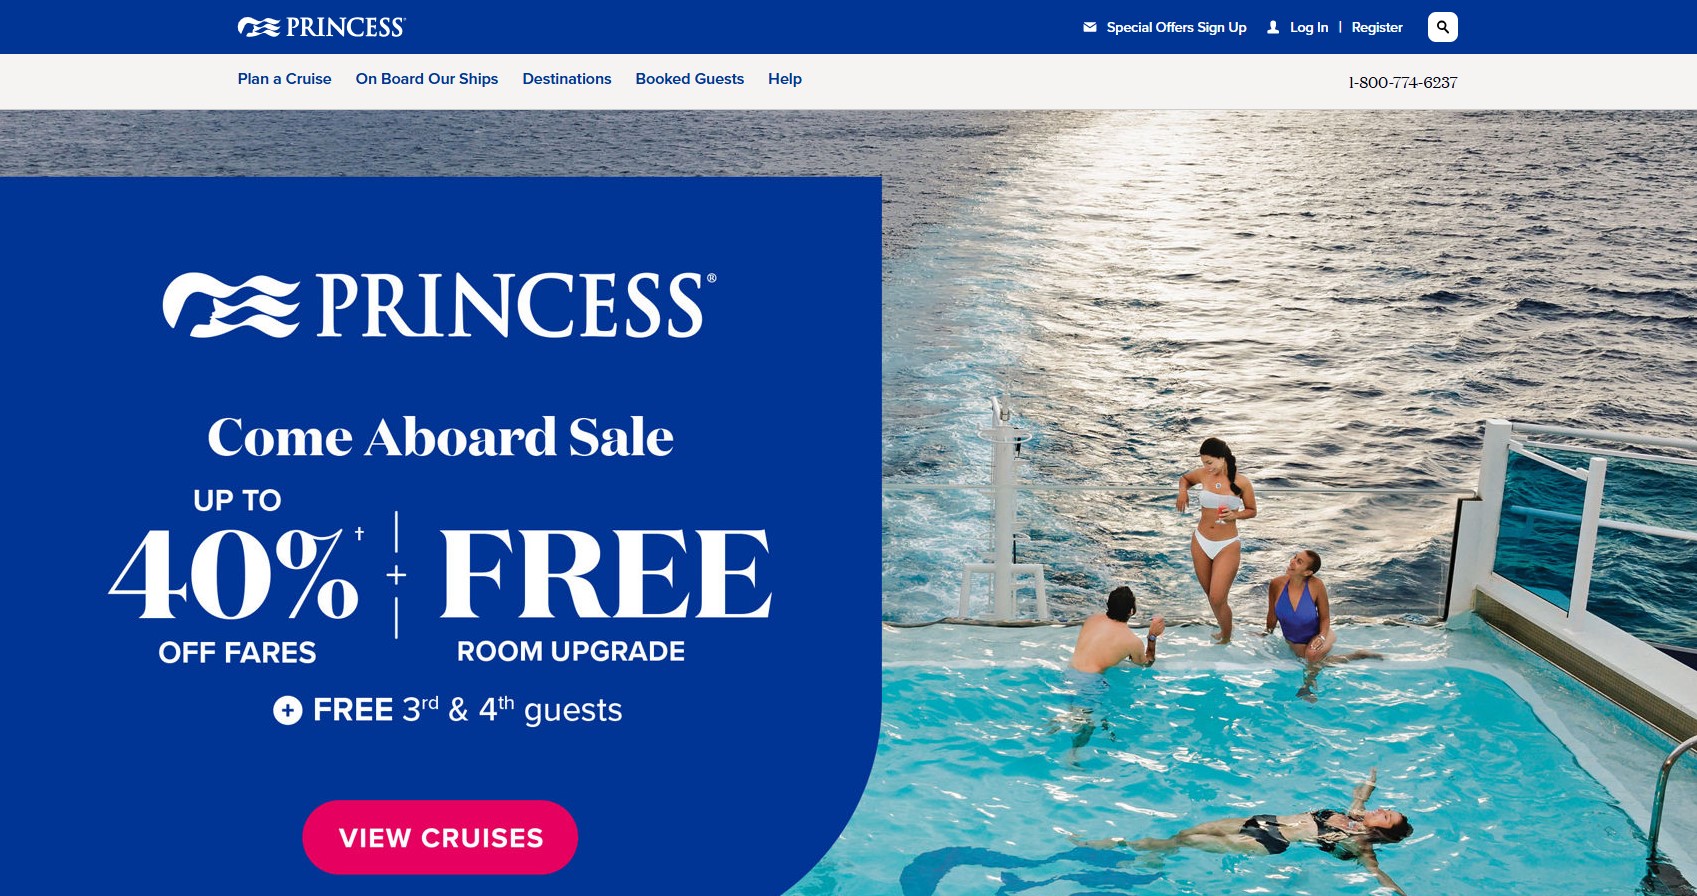 PRINCESS
Special Offers Sign Up
Log In | Register
Plan a Cruise
On Board Our Ships
Destinations
Booked Guests
Help
1-800-774-6237
PRINCESS®
Come Aboard Sale
UP TO
40%† + FREE
OFF FARES
ROOM UPGRADE
+ FREE 3rd & 4th guests
VIEW CRUISES